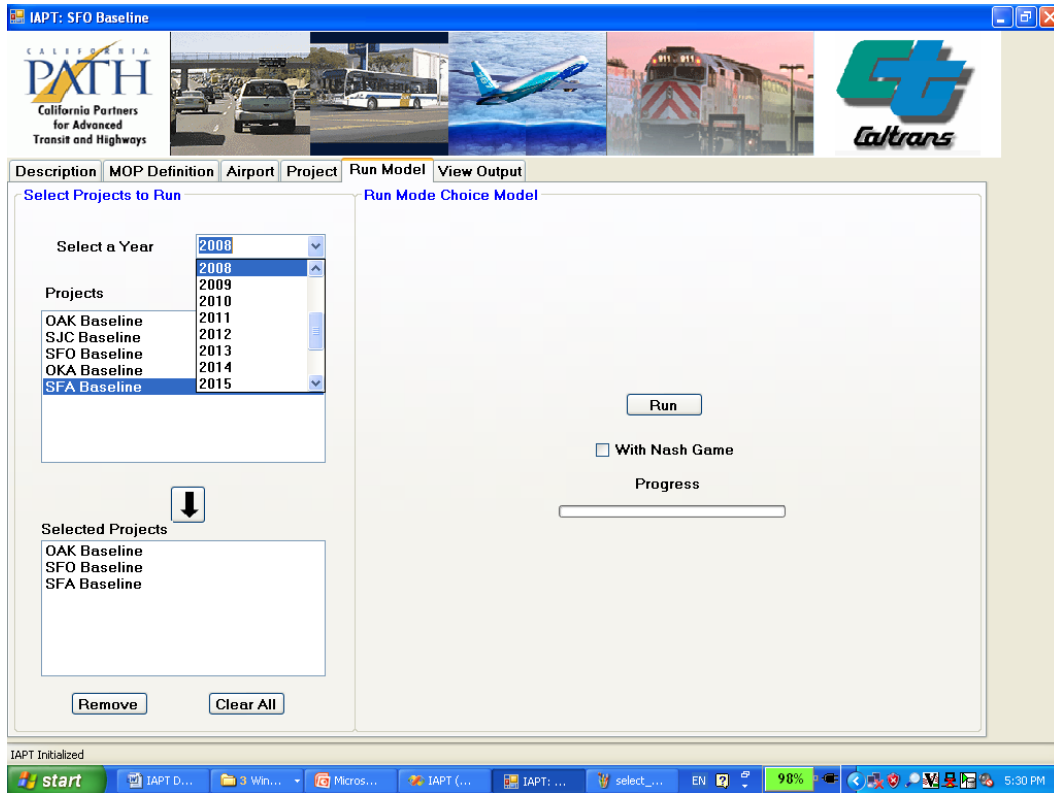 IAPT: SFO Baseline
CALIFORNIA
PATH
California Partners
for Advanced
Transit and Highways
911 911
Caltrans
Description MOP Definition Airport Project Run Model View Output
Select Projects to Run
Run Mode Choice Model
Select a Year 2008
2008
2009
2010
2011
2012
2013
2014
2015
Projects
OAK Baseline
SJC Baseline
SFO Baseline
OKA Baseline
SFA Baseline
Run
With Nash Game
Progress
Selected Projects
OAK Baseline
SFO Baseline
SFA Baseline
Remove Clear All
IAPT Initialized
start IAPT D... 3 Win... Micros... IAPT (... IAPT: ... select_... EN 98% 5:30 PM